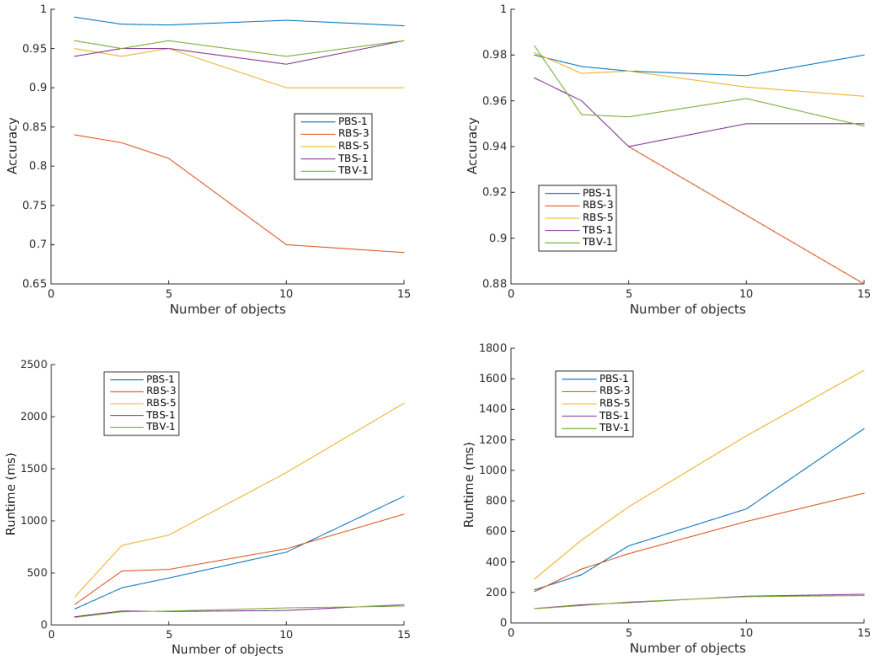 1
0.95
0.9
0.85
0.8
0.75
0.7
0.65
Accuracy
PBS-1
RBS-3
RBS-5
TBS-1
TBV-1
0
5
10
15
Number of objects
1
0.98
0.96
0.94
0.92
0.9
0.88
Accuracy
PBS-1
RBS-3
RBS-5
TBS-1
TBV-1
0
5
10
15
Number of objects
2500
2000
1500
1000
500
0
Runtime (ms)
PBS-1
RBS-3
RBS-5
TBS-1
TBV-1
0
5
10
15
Number of objects
1800
1600
1400
1200
1000
800
600
400
200
0
Runtime (ms)
PBS-1
RBS-3
RBS-5
TBS-1
TBV-1
0
5
10
15
Number of objects